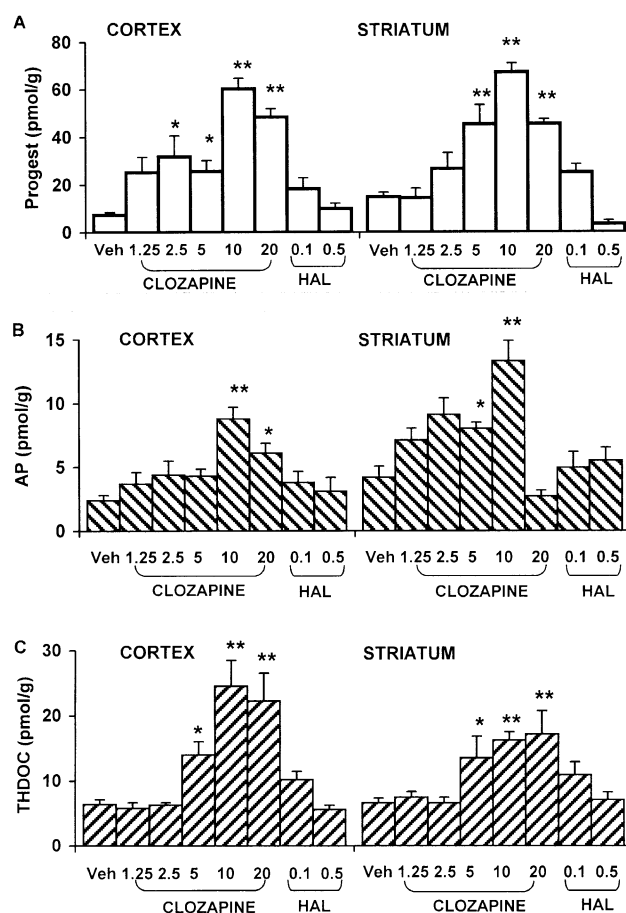 A
CORTEX
STRIATUM
Progest (pmol/g)
80
60
40
20
0
*
*
**
**
**
**
**
Veh 1.25 2.5 5 10 20 0.1 0.5
Veh 1.25 2.5 5 10 20 0.1 0.5
CLOZAPINE
HAL
CLOZAPINE
HAL
B
CORTEX
STRIATUM
AP (pmol/g)
15
10
5
0
**
*
*
**
Veh 1.25 2.5 5 10 20 0.1 0.5
Veh 1.25 2.5 5 10 20 0.1 0.5
CLOZAPINE
HAL
CLOZAPINE
HAL
C
CORTEX
STRIATUM
THDOC (pmol/g)
30
20
10
0
*
**
**
*
**
**
Veh 1.25 2.5 5 10 20 0.1 0.5
Veh 1.25 2.5 5 10 20 0.1 0.5
CLOZAPINE
HAL
CLOZAPINE
HAL